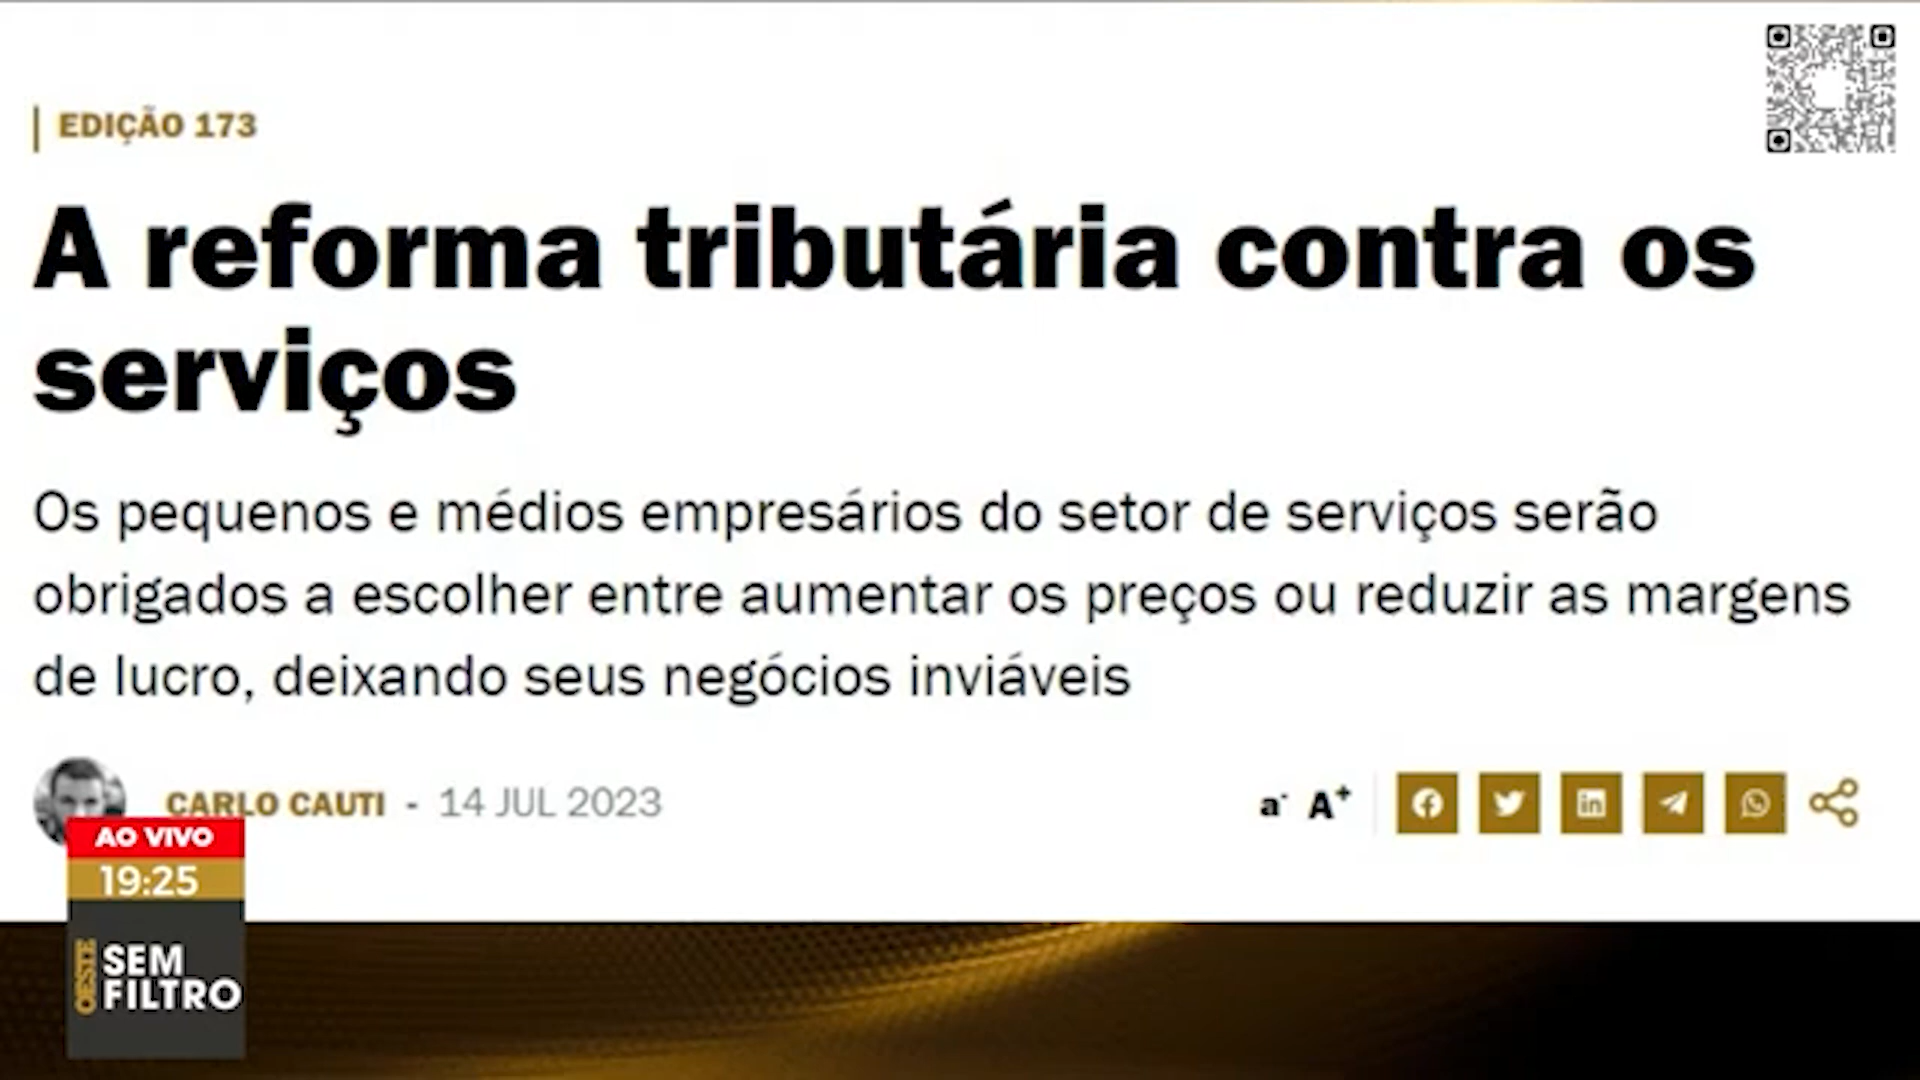 EDIÇÃO 173
A reforma tributária contra os
serviços
Os pequenos e médios empresários do setor de serviços serão
obrigados a escolher entre aumentar os preços ou reduzir as margens
de lucro, deixando seus negócios inviáveis
CARLO CAUTI - 14 JUL 2023
a- A+
AO VIVO
19:25
OESTE
SEM
FILTRO